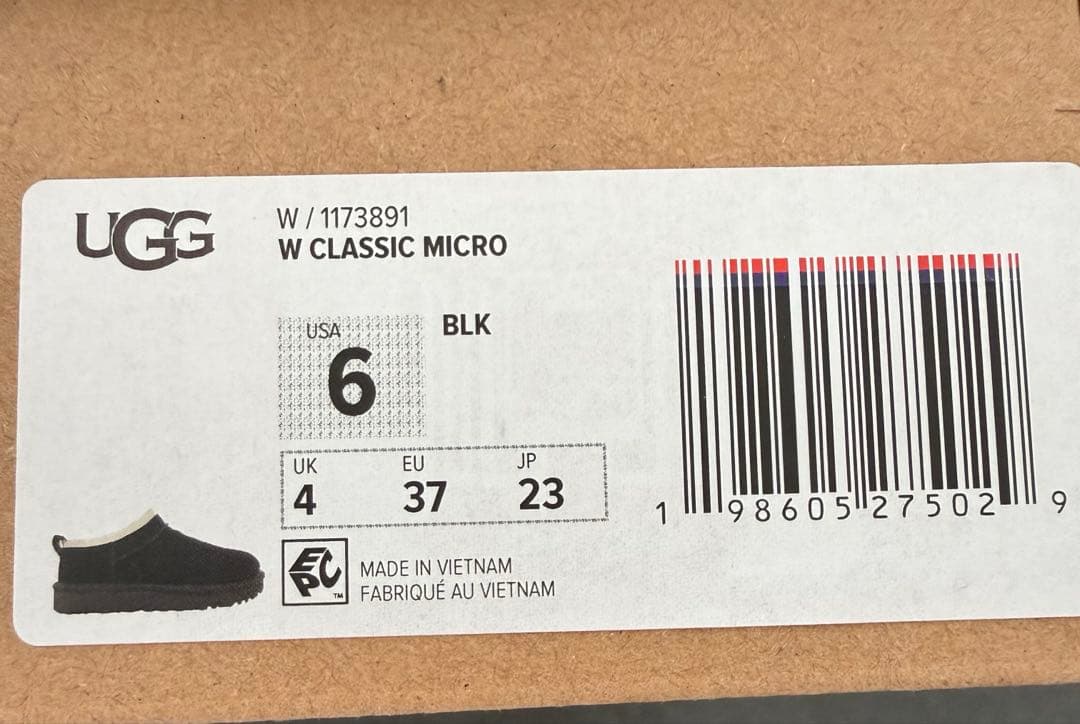 UGG
W / 1173891
W CLASSIC MICRO
USA
6
BLK
UK EU JP
4 37 23
EPC TM
MADE IN VIETNAM
FABRIQUÉ AU VIETNAM
1 98605 27502 9